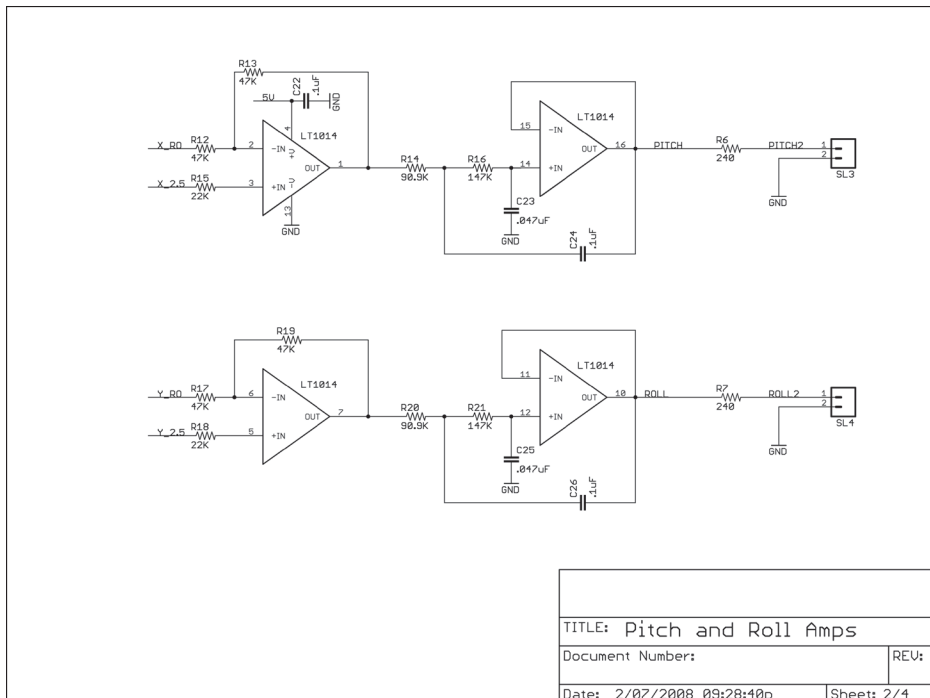 R13
47K
5V
C22
.1uF
GND
4
LT1014
X_RO
R12
47K
2
-IN
+V
OUT
1
X_2.5
R15
22K
3
+IN
-V
13
GND
R14
90.9K
R16
147K
LT1014
15
-IN
OUT
16
14
+IN
C23
.047uF
GND
C24
.1uF
PITCH
R6
240
PITCH2
1
2
SL3
GND
R19
47K
LT1014
Y_RO
R17
47K
6
-IN
OUT
7
Y_2.5
R18
22K
5
+IN
R20
90.9K
R21
147K
LT1014
11
-IN
OUT
10
12
+IN
C25
.047uF
GND
C26
.1uF
ROLL
R7
240
ROLL2
1
2
SL4
GND
TITLE: Pitch and Roll Amps
Document Number:
REV:
Date: 2/07/2008 09:28:40p
Sheet: 2/4